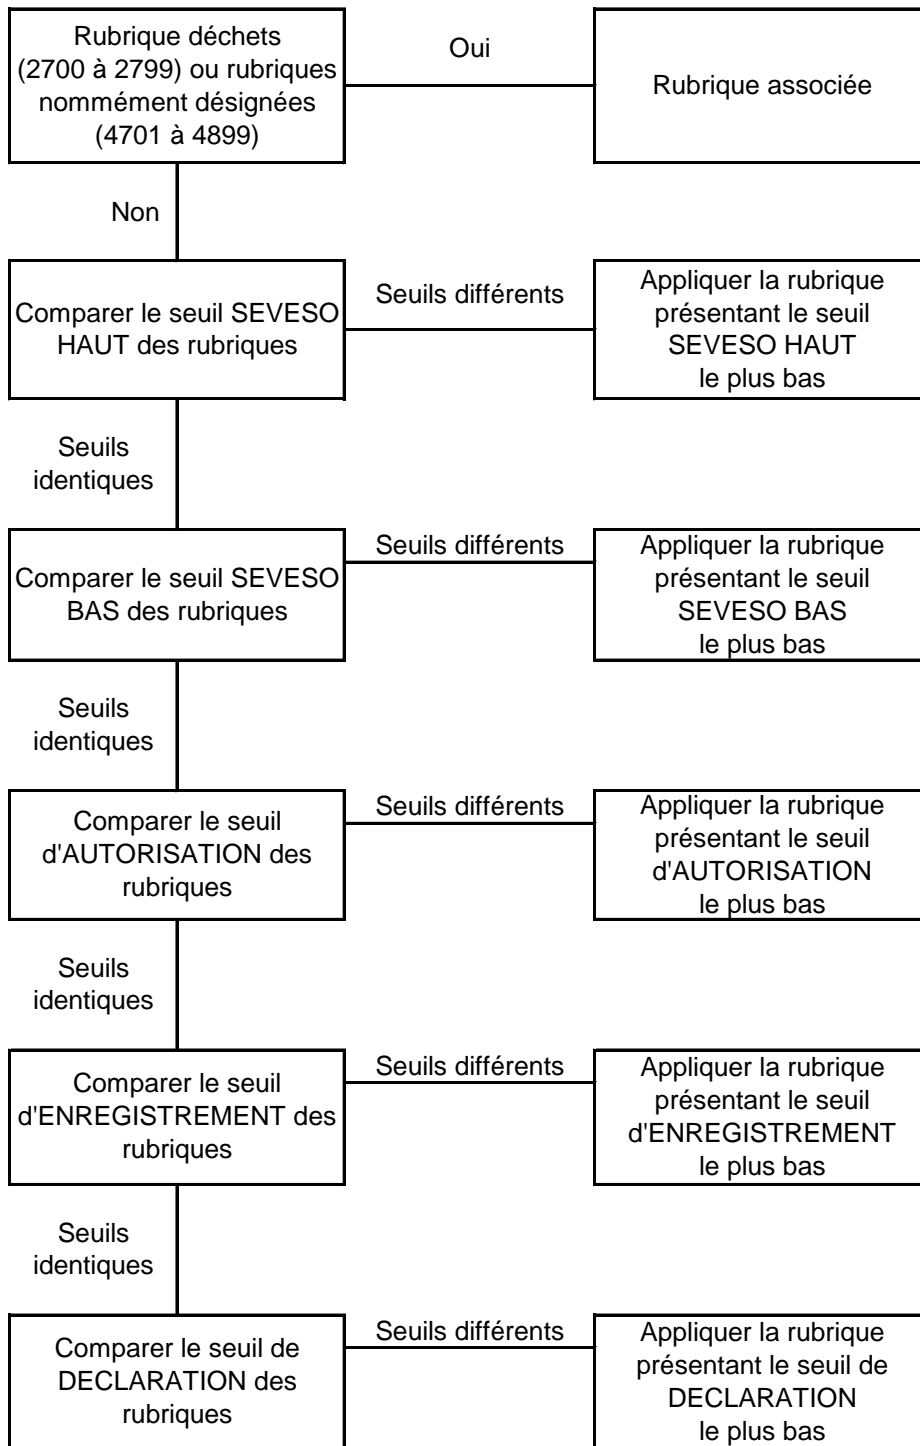 Rubrique déchets
(2700 à 2799) ou rubriques
nommément désignées
(4701 à 4899)
Oui
Rubrique associée
Non
Comparer le seuil SEVESO
HAUT des rubriques
Seuils différents
Appliquer la rubrique
présentant le seuil
SEVESO HAUT
le plus bas
Seuils
identiques
Comparer le seuil SEVESO
BAS des rubriques
Seuils différents
Appliquer la rubrique
présentant le seuil
SEVESO BAS
le plus bas
Seuils
identiques
Comparer le seuil
d'AUTORISATION des
rubriques
Seuils différents
Appliquer la rubrique
présentant le seuil
d'AUTORISATION
le plus bas
Seuils
identiques
Comparer le seuil
d'ENREGISTREMENT des
rubriques
Seuils différents
Appliquer la rubrique
présentant le seuil
d'ENREGISTREMENT
le plus bas
Seuils
identiques
Comparer le seuil de
DECLARATION des
rubriques
Seuils différents
Appliquer la rubrique
présentant le seuil de
DECLARATION
le plus bas